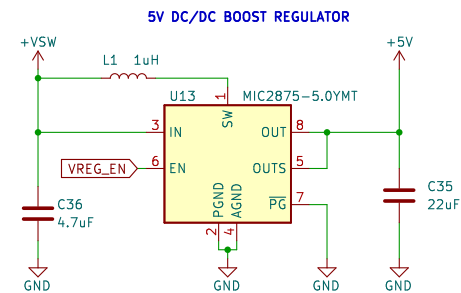 5V DC/DC BOOST REGULATOR
+VSW
+5V
L1 1uH
U13
MIC2875-5.0YMT
1
SW
3 IN
OUT 8
VREG_EN
6 EN
OUTS 5
PG 7
PGND
AGND
2 4
C36
4.7uF
C35
22uF
GND GND GND GND